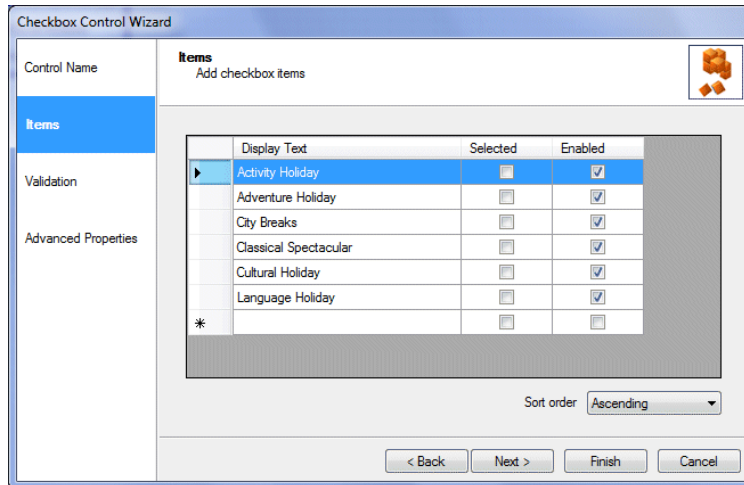 Checkbox Control Wizard
Control Name
Items
Validation
Advanced Properties
Items
Add checkbox items
Display Text Selected Enabled
Activity Holiday
Adventure Holiday
City Breaks
Classical Spectacular
Cultural Holiday
Language Holiday
*
Sort order Ascending
< Back Next > Finish Cancel